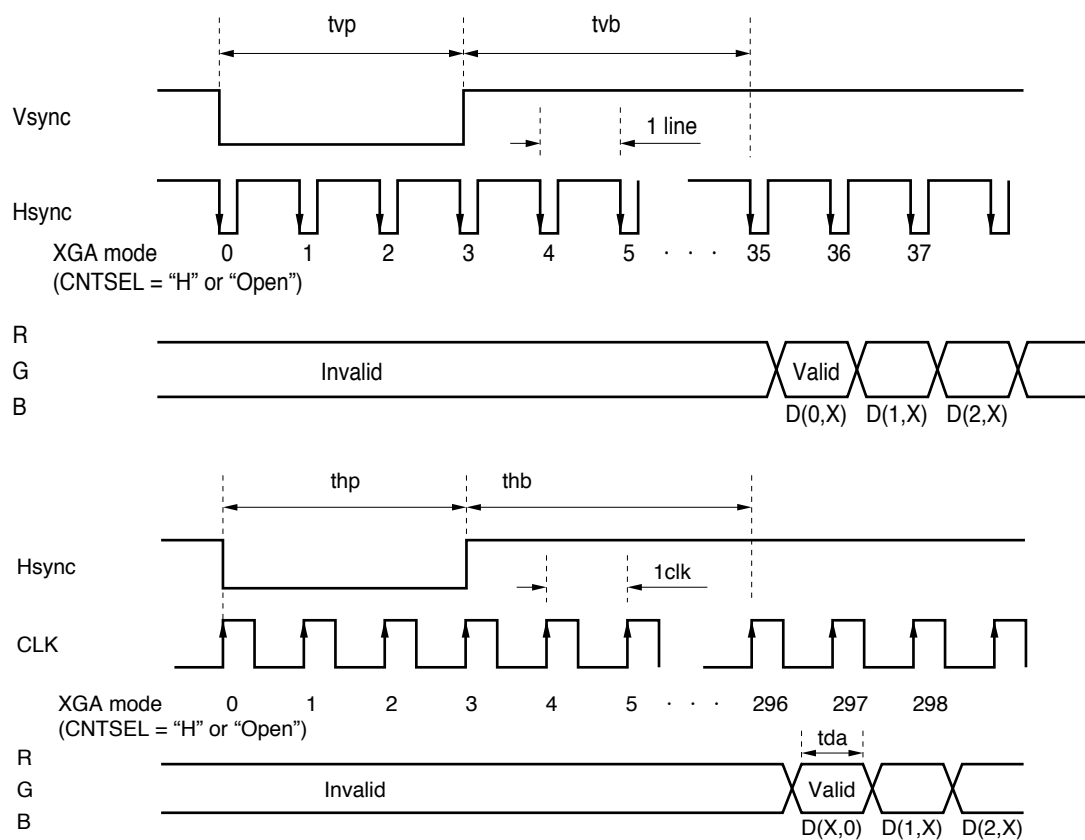 tvp tvb
Vsync
1 line
Hsync
XGA mode 0 1 2 3 4 5 · · · 35 36 37
(CNTSEL = “H” or “Open”)
R
G Invalid Valid
B
D(0,X) D(1,X) D(2,X)
thp thb
Hsync
1clk
CLK
XGA mode 0 1 2 3 4 5 · · · 296 297 298
(CNTSEL = “H” or “Open”)
tda
R
G Invalid Valid
B
D(X,0) D(1,X) D(2,X)